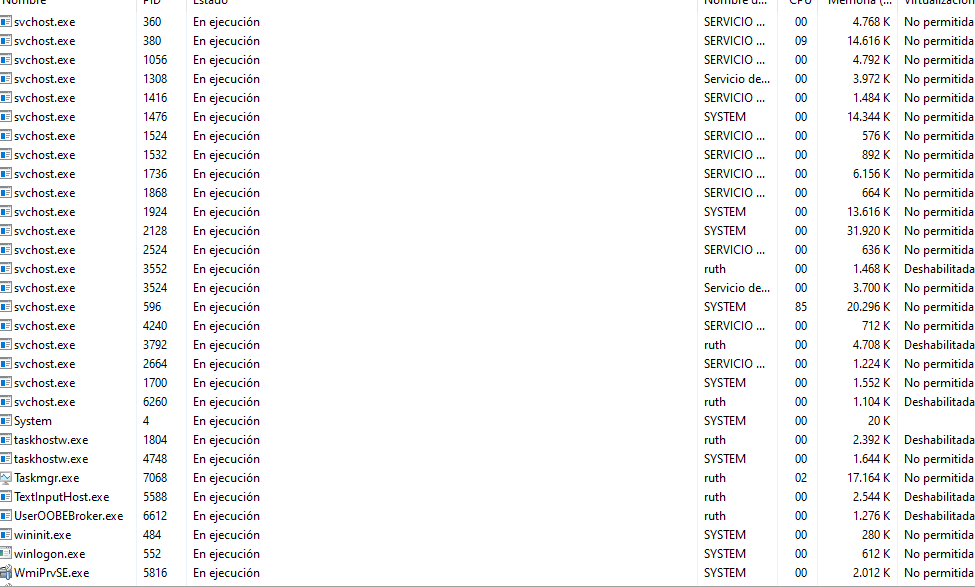 Nombre PID Estado Nombre d... CPU Memoria (... Virtualización
svchost.exe 360 En ejecución SERVICIO ... 00 4.768 K No permitida
svchost.exe 380 En ejecución SERVICIO ... 09 14.616 K No permitida
svchost.exe 1056 En ejecución SERVICIO ... 00 4.792 K No permitida
svchost.exe 1308 En ejecución Servicio de... 00 3.972 K No permitida
svchost.exe 1416 En ejecución SERVICIO ... 00 1.484 K No permitida
svchost.exe 1476 En ejecución SYSTEM 00 14.344 K No permitida
svchost.exe 1524 En ejecución SERVICIO ... 00 576 K No permitida
svchost.exe 1532 En ejecución SERVICIO ... 00 892 K No permitida
svchost.exe 1736 En ejecución SERVICIO ... 00 6.156 K No permitida
svchost.exe 1868 En ejecución SERVICIO ... 00 664 K No permitida
svchost.exe 1924 En ejecución SYSTEM 00 13.616 K No permitida
svchost.exe 2128 En ejecución SYSTEM 00 31.920 K No permitida
svchost.exe 2524 En ejecución SERVICIO ... 00 636 K No permitida
svchost.exe 3552 En ejecución ruth 00 1.468 K Deshabilitada
svchost.exe 3524 En ejecución Servicio de... 00 3.700 K No permitida
svchost.exe 596 En ejecución SYSTEM 85 20.296 K No permitida
svchost.exe 4240 En ejecución SERVICIO ... 00 712 K No permitida
svchost.exe 3792 En ejecución ruth 00 4.708 K Deshabilitada
svchost.exe 2664 En ejecución SERVICIO ... 00 1.224 K No permitida
svchost.exe 1700 En ejecución SYSTEM 00 1.552 K No permitida
svchost.exe 6260 En ejecución ruth 00 1.104 K Deshabilitada
System 4 En ejecución SYSTEM 00 20 K
taskhostw.exe 1804 En ejecución ruth 00 2.392 K Deshabilitada
taskhostw.exe 4748 En ejecución SYSTEM 00 1.644 K No permitida
Taskmgr.exe 7068 En ejecución ruth 02 17.164 K No permitida
TextInputHost.exe 5588 En ejecución ruth 00 2.544 K Deshabilitada
UserOOBEBroker.exe 6612 En ejecución ruth 00 1.276 K Deshabilitada
wininit.exe 484 En ejecución SYSTEM 00 280 K No permitida
winlogon.exe 552 En ejecución SYSTEM 00 612 K No permitida
WmiPrvSE.exe 5816 En ejecución SYSTEM 00 2.012 K No permitida